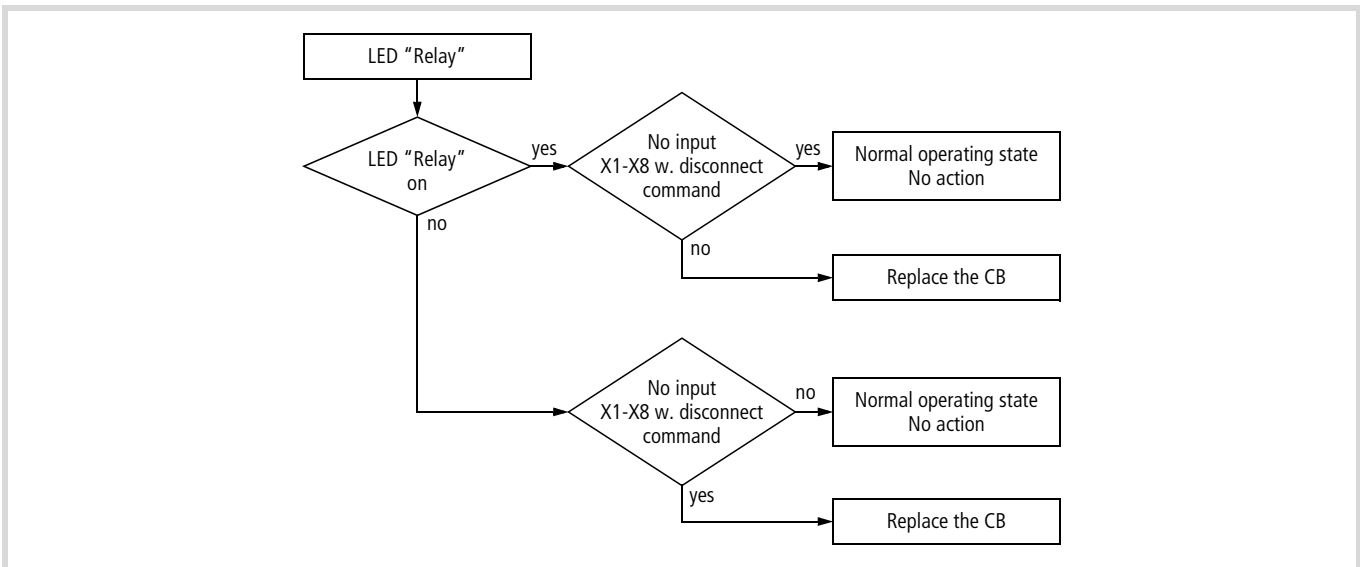 LED “Relay”
LED “Relay”
on
yes
No input
X1-X8 w. disconnect
command
yes
Normal operating state
No action
no
no
Replace the CB
No input
X1-X8 w. disconnect
command
no
Normal operating state
No action
yes
Replace the CB